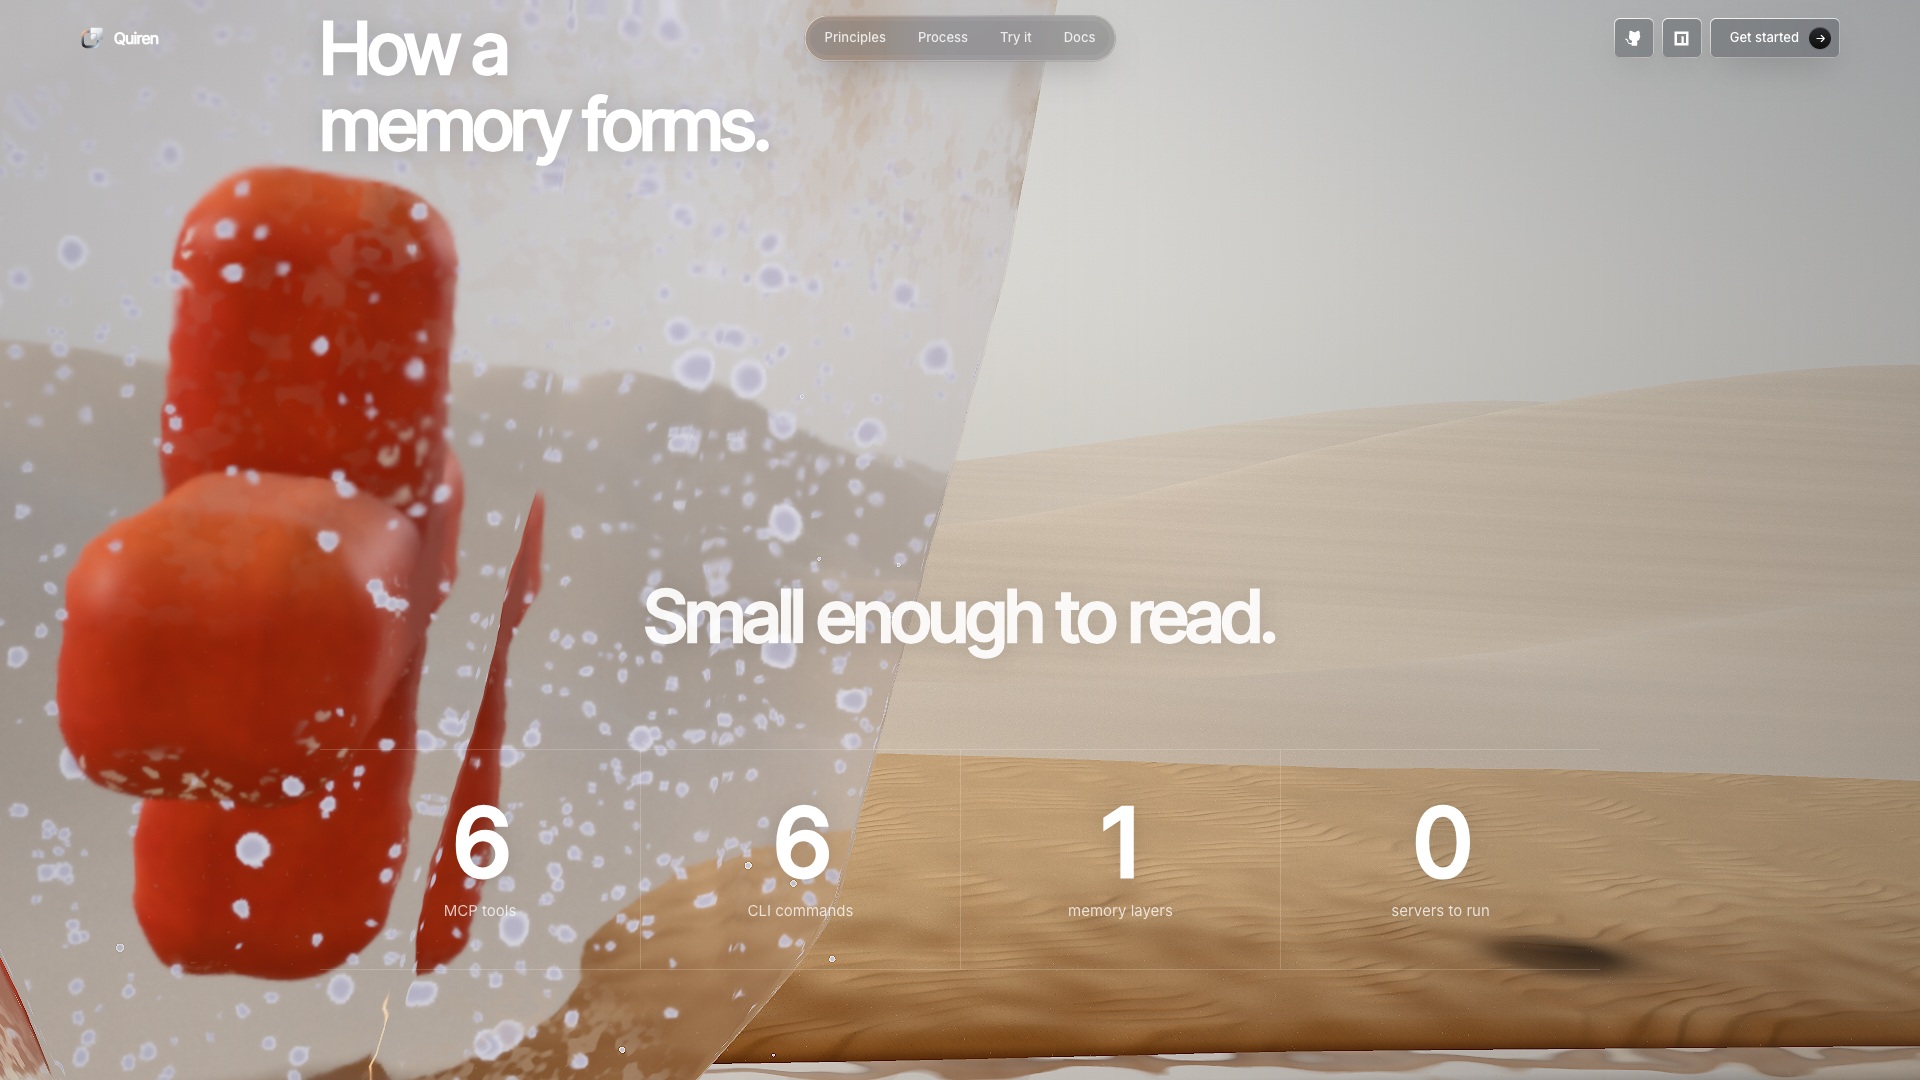 Quiren
Principles
Process
Try it
Docs
Get started
How a
memory forms.
Small enough to read.
6
MCP tools
6
CLI commands
1
memory layers
0
servers to run